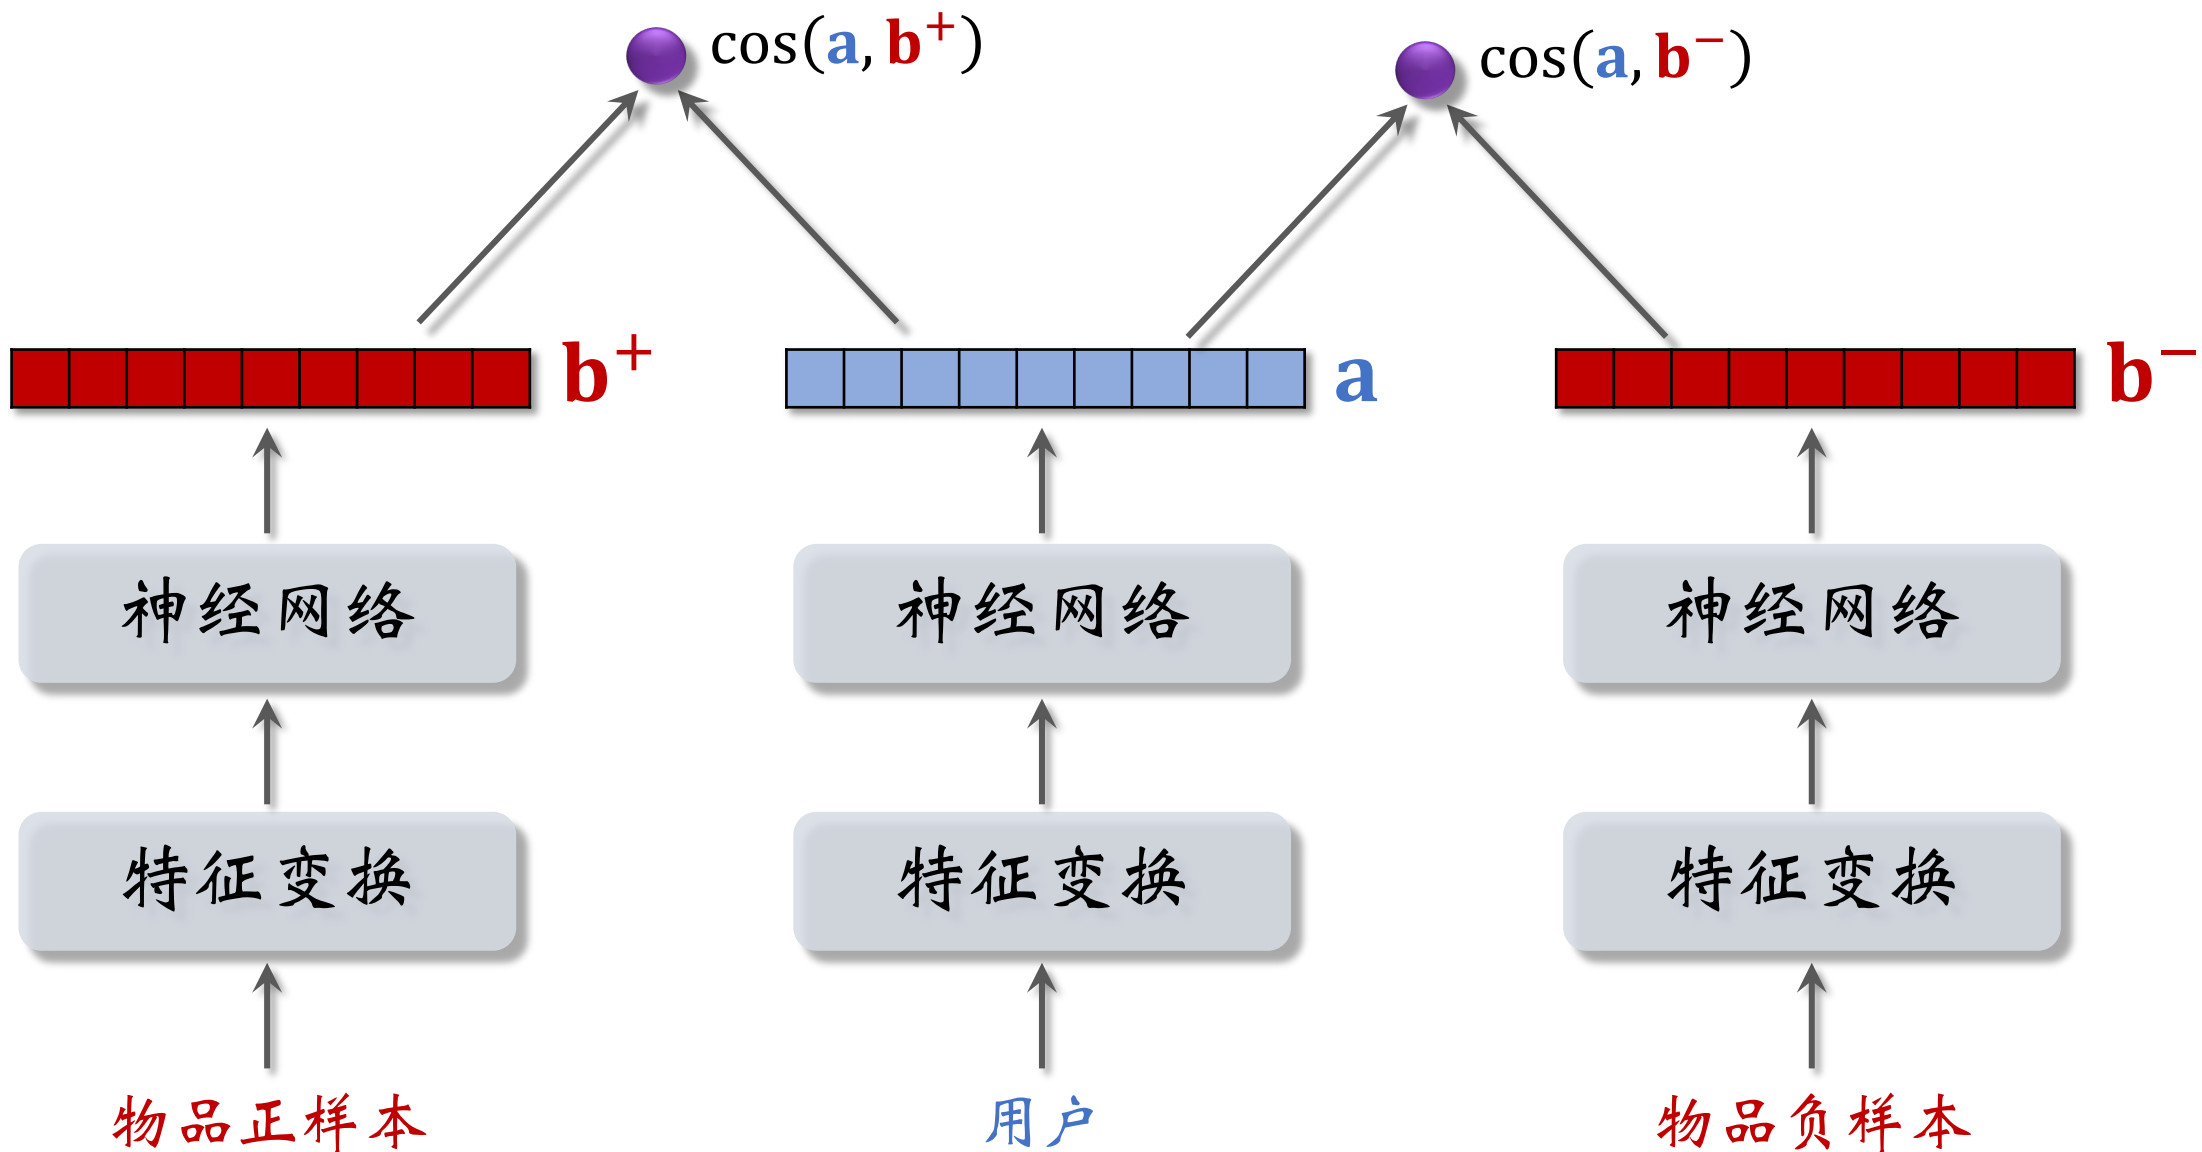 cos(a, b⁺)
cos(a, b⁻)
b⁺
a
b⁻
神经网络
神经网络
神经网络
特征变换
特征变换
特征变换
物品正样本
用户
物品负样本